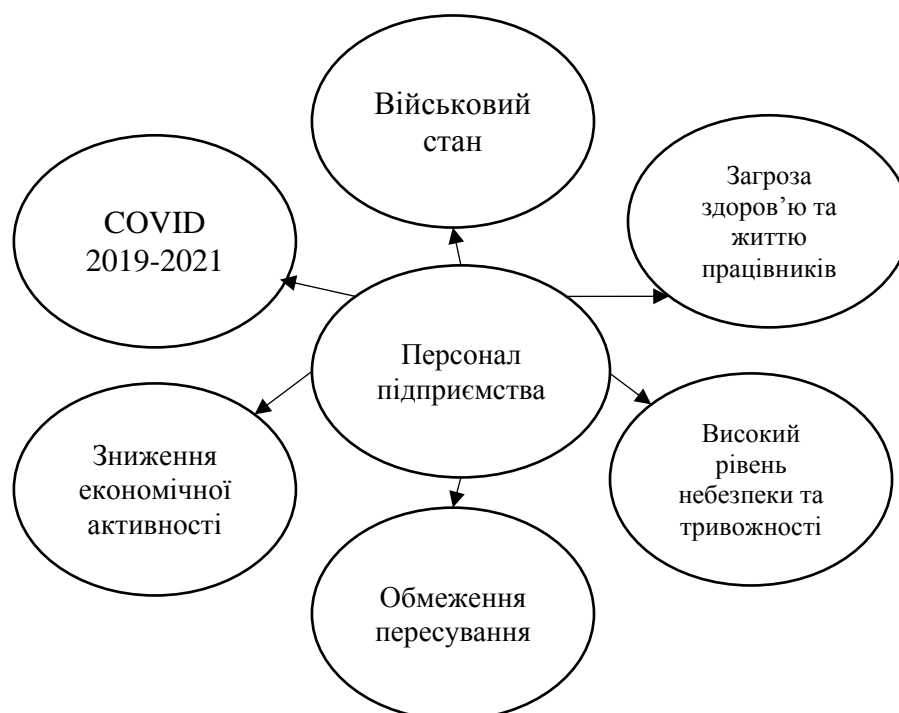 Військовий
стан
COVID
2019-2021
Загроза
здоров’ю та
життю
працівників
Персонал
підприємства
Зниження
економічної
активності
Високий
рівень
небезпеки та
тривожності
Обмеження
пересування